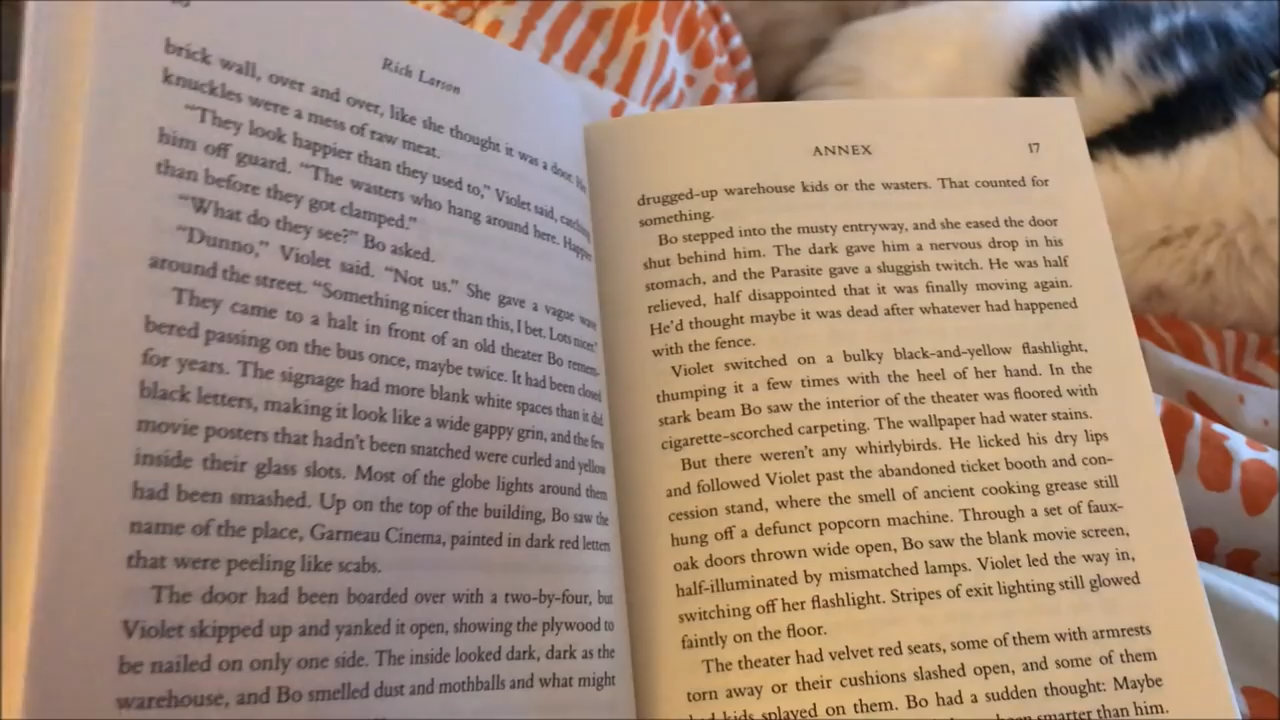 Rich Larson
brick wall, over and over, like she thought it was a door. His
knuckles were a mess of raw meat.
“They look happier than they used to,” Violet said, catching
him off guard. “The wasters who hang around here. Happier
than before they got clamped.”
“What do they see?” Bo asked.
“Dunno,” Violet said. “Not us.” She gave a vague wave
around the street. “Something nicer than this, I bet. Lots nicer.”
They came to a halt in front of an old theater Bo remem-
bered passing on the bus once, maybe twice. It had been closed
for years. The signage had more blank white spaces than it did
black letters, making it look like a wide gappy grin, and the few
movie posters that hadn’t been snatched were curled and yellow
inside their glass slots. Most of the globe lights around them
had been smashed. Up on the top of the building, Bo saw the
name of the place, Garneau Cinema, painted in dark red letters
that were peeling like scabs.
The door had been boarded over with a two-by-four, but
Violet skipped up and yanked it open, showing the plywood to
be nailed on only one side. The inside looked dark, dark as the
warehouse, and Bo smelled dust and mothballs and what might
ANNEX 17
drugged-up warehouse kids or the wasters. That counted for
something.
Bo stepped into the musty entryway, and she eased the door
shut behind him. The dark gave him a nervous drop in his
stomach, and the Parasite gave a sluggish twitch. He was half
relieved, half disappointed that it was finally moving again.
He’d thought maybe it was dead after whatever had happened
with the fence.
Violet switched on a bulky black-and-yellow flashlight,
thumping it a few times with the heel of her hand. In the
stark beam Bo saw the interior of the theater was floored with
cigarette-scorched carpeting. The wallpaper had water stains.
But there weren’t any whirlybirds. He licked his dry lips
and followed Violet past the abandoned ticket booth and con-
cession stand, where the smell of ancient cooking grease still
hung off a defunct popcorn machine. Through a set of faux-
oak doors thrown wide open, Bo saw the blank movie screen,
half-illuminated by mismatched lamps. Violet led the way in,
switching off her flashlight. Stripes of exit lighting still glowed
faintly on the floor.
The theater had velvet red seats, some of them with armrests
torn away or their cushions slashed open, and some of them
had kids splayed on them. Bo had a sudden thought: Maybe
been smarter than him.